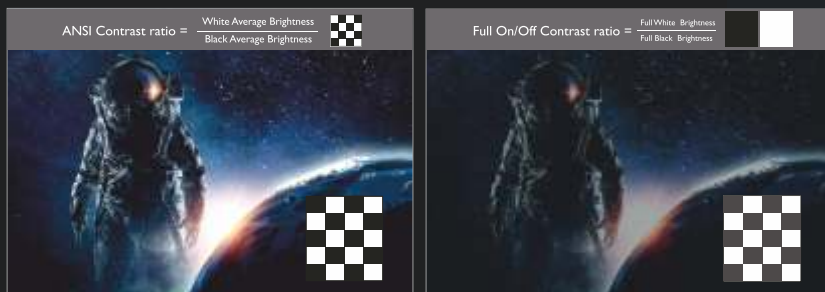 ANSI Contrast ratio =
White Average Brightness
Black Average Brightness
Full On/Off Contrast ratio =
Full White Brightness
Full Black Brightness